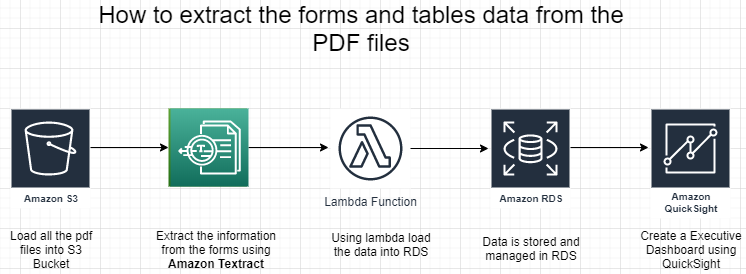 How to extract the forms and tables data from the
PDF files
Amazon S3
Lambda Function
Amazon RDS
Amazon
QuickSight
Load all the pdf
files into S3
Bucket
Extract the information
from the forms using
Amazon Textract
Using lambda load
the data into RDS
Data is stored and
managed in RDS
Create a Executive
Dashboard using
QuickSight